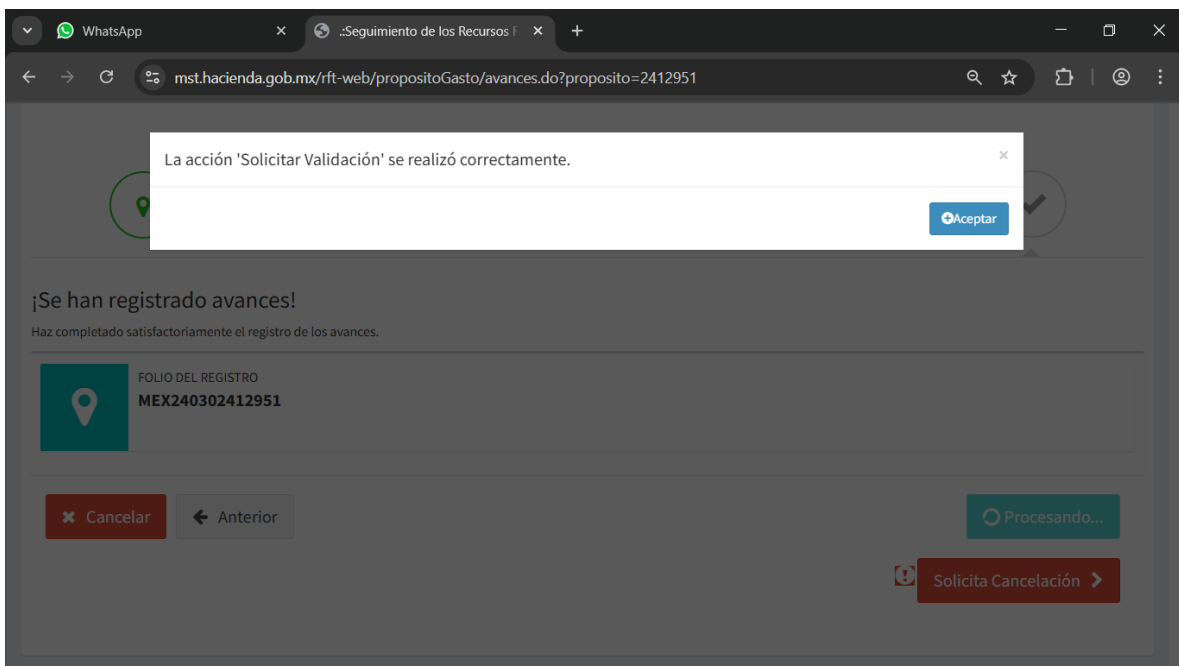 WhatsApp
.:Seguimiento de los Recursos F
mst.hacienda.gob.mx/rft-web/propositoGasto/avances.do?proposito=2412951
La acción 'Solicitar Validación' se realizó correctamente.
Aceptar
¡Se han registrado avances!
Haz completado satisfactoriamente el registro de los avances.
FOLIO DEL REGISTRO
MEX240302412951
Cancelar
Anterior
Procesando...
Solicita Cancelación